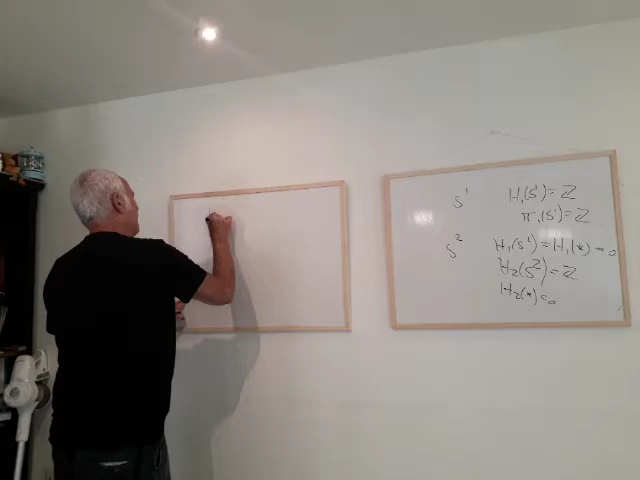 S¹ H₁(S¹) = ℤ
π₁(S¹) = ℤ
S² H₁(S²) = H₁(*) = 0
H₂(S²) = ℤ
H₂(*) = 0